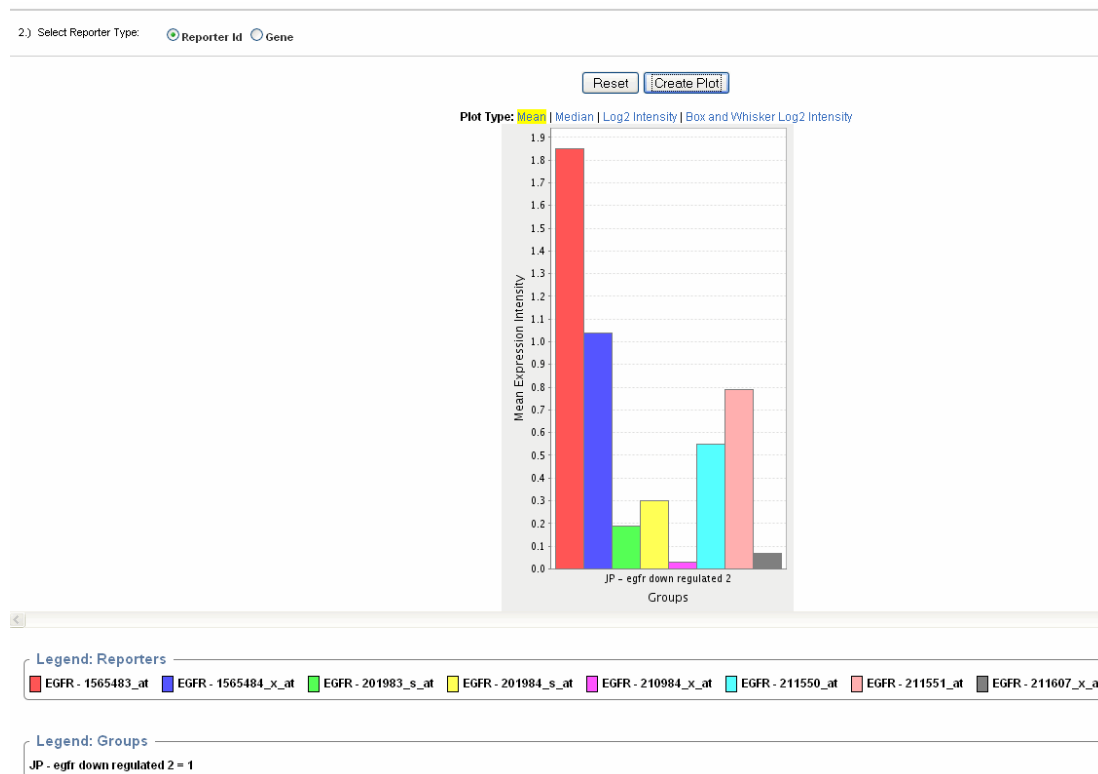 2.) Select Reporter Type: Reporter Id Gene
Reset Create Plot
Plot Type: Mean | Median | Log2 Intensity | Box and Whisker Log2 Intensity
1.9
1.8
1.7
1.6
1.5
1.4
1.3
1.2
1.1
1.0
0.9
0.8
0.7
0.6
0.5
0.4
0.3
0.2
0.1
0.0
Mean Expression Intensity
JP - egfr down regulated 2
Groups
Legend: Reporters
EGFR - 1565483_at EGFR - 1565484_x_at EGFR - 201983_s_at EGFR - 201984_s_at EGFR - 210984_x_at EGFR - 211550_at EGFR - 211551_at EGFR - 211607_x_a
Legend: Groups
JP - egfr down regulated 2 = 1